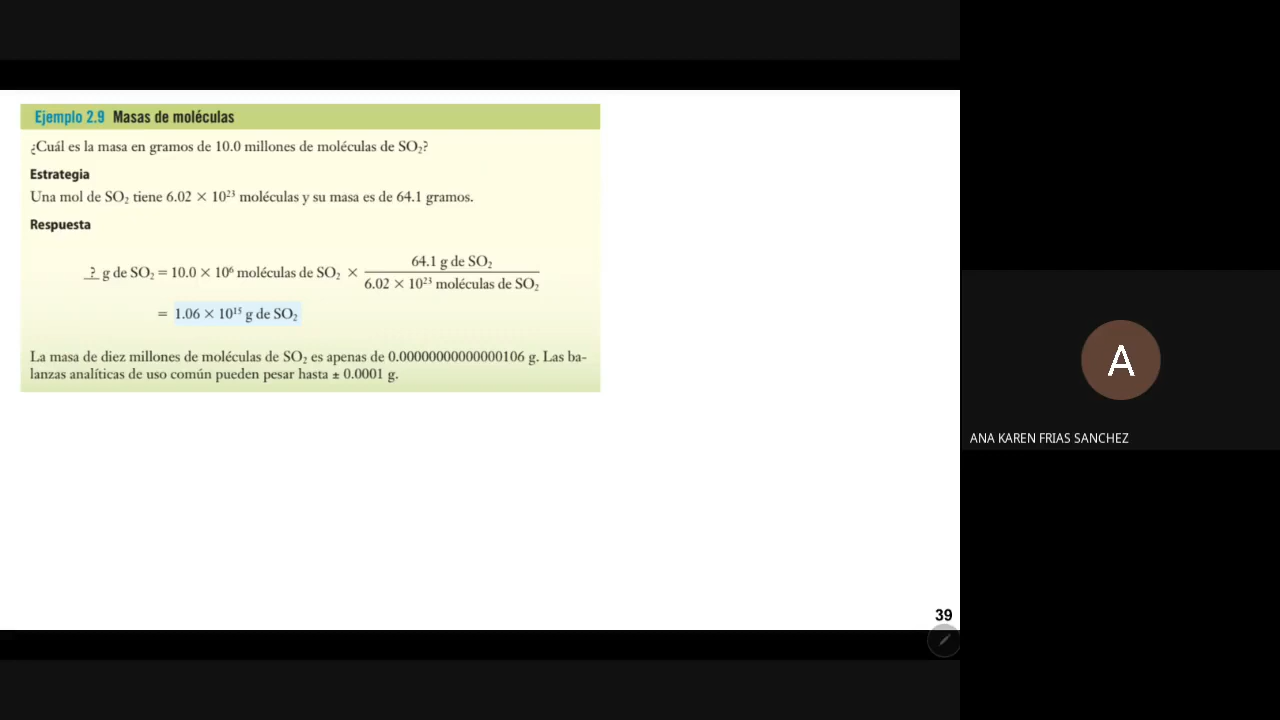 Ejemplo 2.9 Masas de moléculas
¿Cuál es la masa en gramos de 10.0 millones de moléculas de SO₂?
Estrategia
Una mol de SO₂ tiene 6.02 × 10²³ moléculas y su masa es de 64.1 gramos.
Respuesta
64.1 g de SO₂
? g de SO₂ = 10.0 × 10⁶ moléculas de SO₂ ×
6.02 × 10²³ moléculas de SO₂
= 1.06 × 10¹⁵ g de SO₂
La masa de diez millones de moléculas de SO₂ es apenas de 0.00000000000000106 g. Las ba-
lanzas analíticas de uso común pueden pesar hasta ± 0.0001 g.
39
A
ANA KAREN FRIAS SANCHEZ